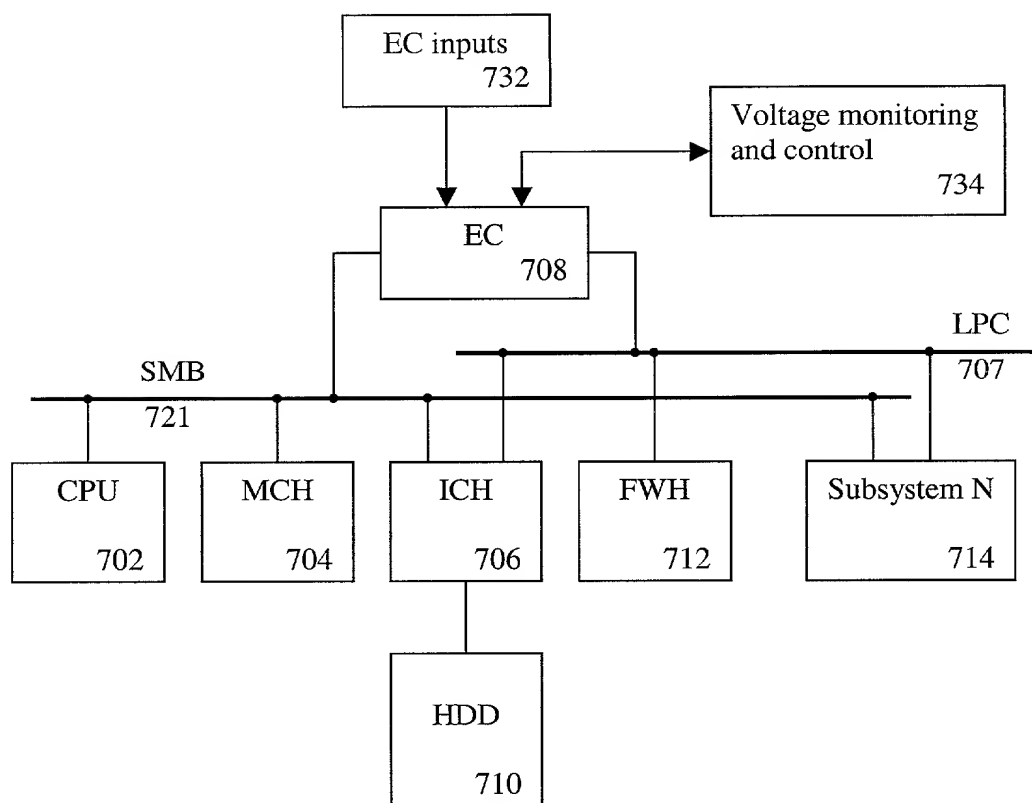 EC inputs
732
Voltage monitoring
and control
734
EC
708
LPC
707
SMB
721
CPU
702
MCH
704
ICH
706
FWH
712
Subsystem N
714
HDD
710